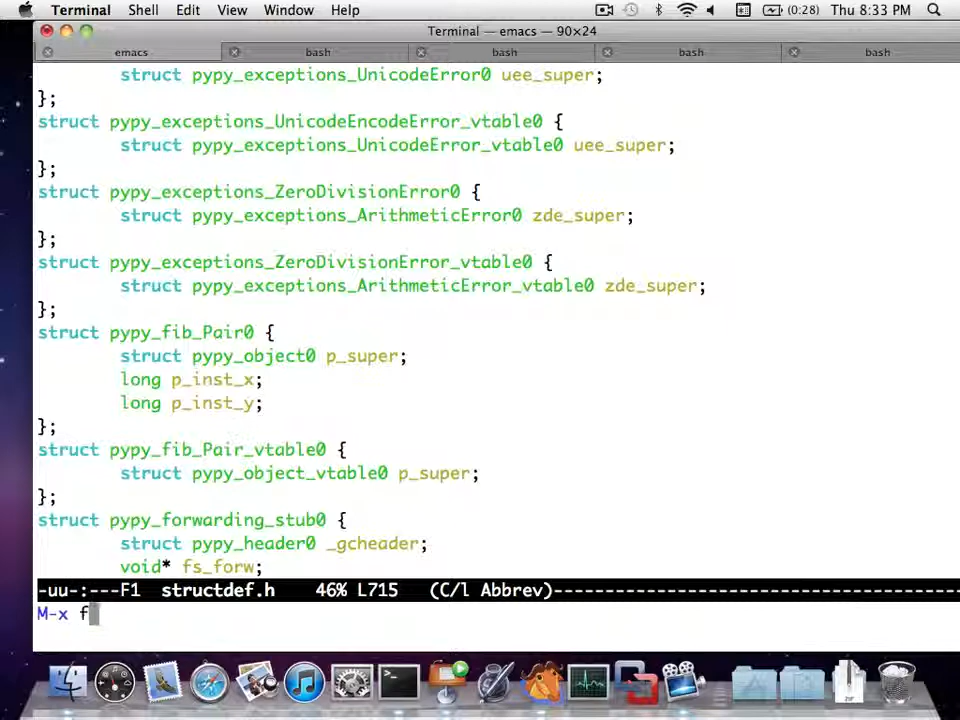 Terminal Shell Edit View Window Help (0:28) Thu 8:33 PM
Terminal — emacs — 90×24
emacs bash bash bash bash
struct pypy_exceptions_UnicodeError0 uee_super;
};
struct pypy_exceptions_UnicodeEncodeError_vtable0 {
struct pypy_exceptions_UnicodeError_vtable0 uee_super;
};
struct pypy_exceptions_ZeroDivisionError0 {
struct pypy_exceptions_ArithmeticError0 zde_super;
};
struct pypy_exceptions_ZeroDivisionError_vtable0 {
struct pypy_exceptions_ArithmeticError_vtable0 zde_super;
};
struct pypy_fib_Pair0 {
struct pypy_object0 p_super;
long p_inst_x;
long p_inst_y;
};
struct pypy_fib_Pair_vtable0 {
struct pypy_object_vtable0 p_super;
};
struct pypy_forwarding_stub0 {
struct pypy_header0 _gcheader;
void* fs_forw;
-uu-:---F1 structdef.h 46% L715 (C/l Abbrev)---------------------------------------
M-x f